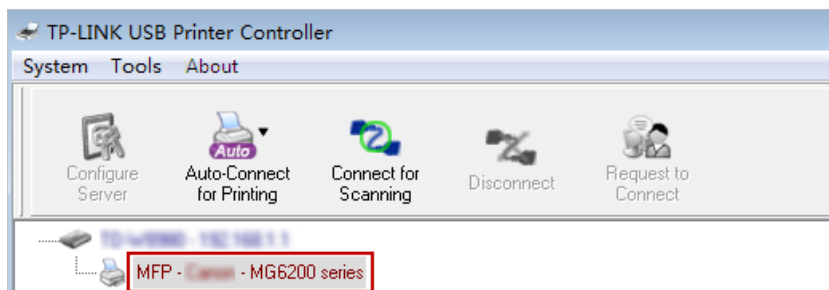 TP-LINK USB Printer Controller
System Tools About
Configure Server
Auto
Auto-Connect for Printing
Connect for Scanning
Disconnect
Request to Connect
MFP - - MG6200 series